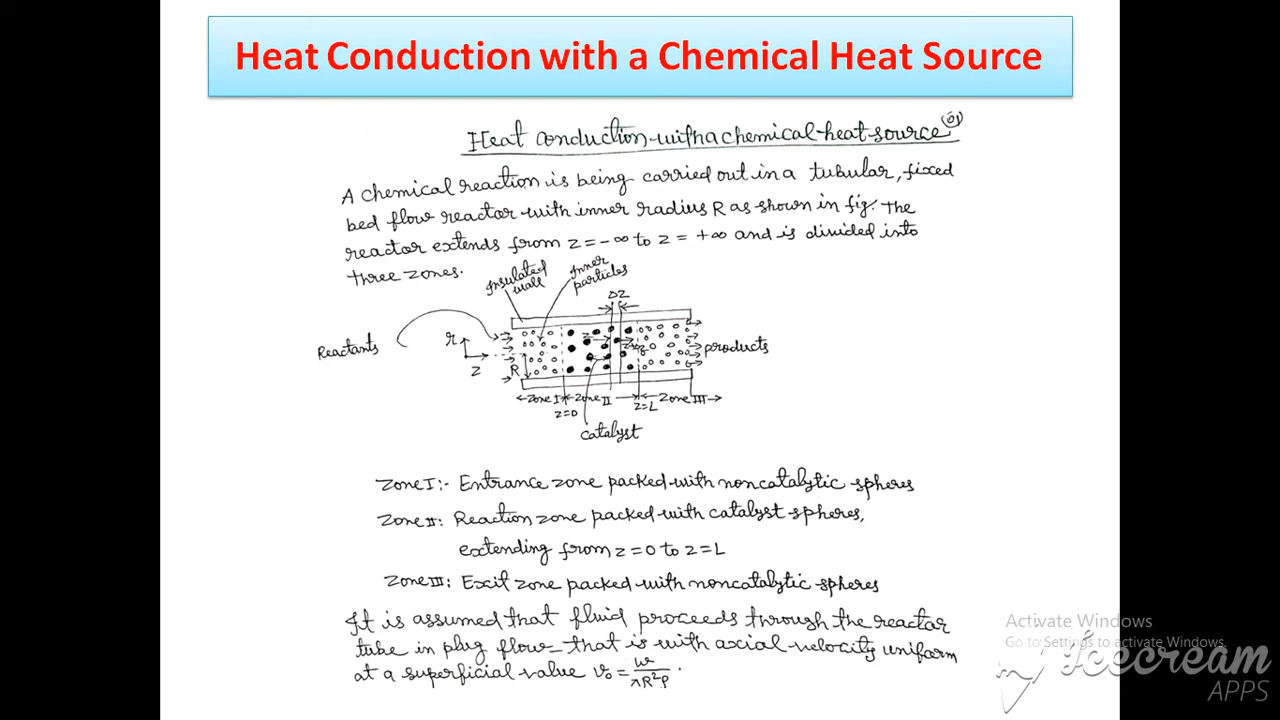 Heat Conduction with a Chemical Heat Source
01
Heat conduction with a chemical heat source
A chemical reaction is being carried out in a tubular, fixed
bed flow reactor with inner radius R as shown in fig. The
reactor extends from z = -∞ to z = +∞ and is divided into
three zones.
Insulated wall
Inner particles
ΔZ
Reactants
r
z
R
products
Zone I
Zone II
Zone III
z=0
z=L
catalyst
Zone I:- Entrance zone packed with noncatalytic spheres
Zone II: Reaction zone packed with catalyst spheres,
extending from z=0 to z=L
Zone III: Excit zone packed with noncatalytic spheres
It is assumed that fluid proceeds through the reactor
tube in plug flow that is with axial velocity uniform
at a superficial value v₀ = w/πR²ρ.
Activate Windows
Go to Settings to activate Windows.
Icecream
APPS